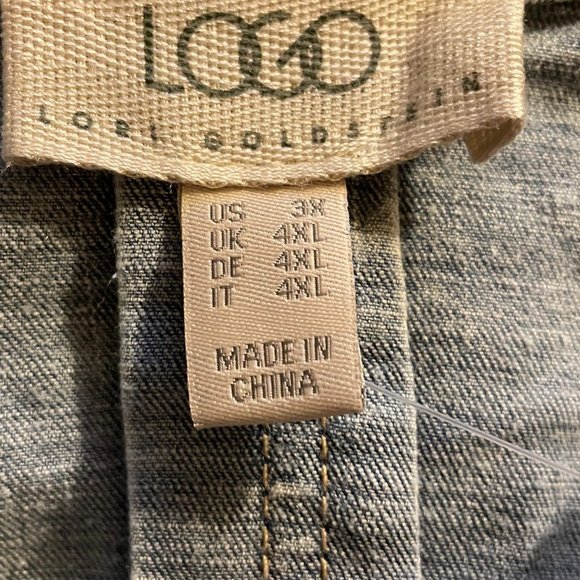 LOGO
LORI GOLDSTEIN
US 3X
UK 4XL
DE 4XL
IT 4XL
MADE IN
CHINA